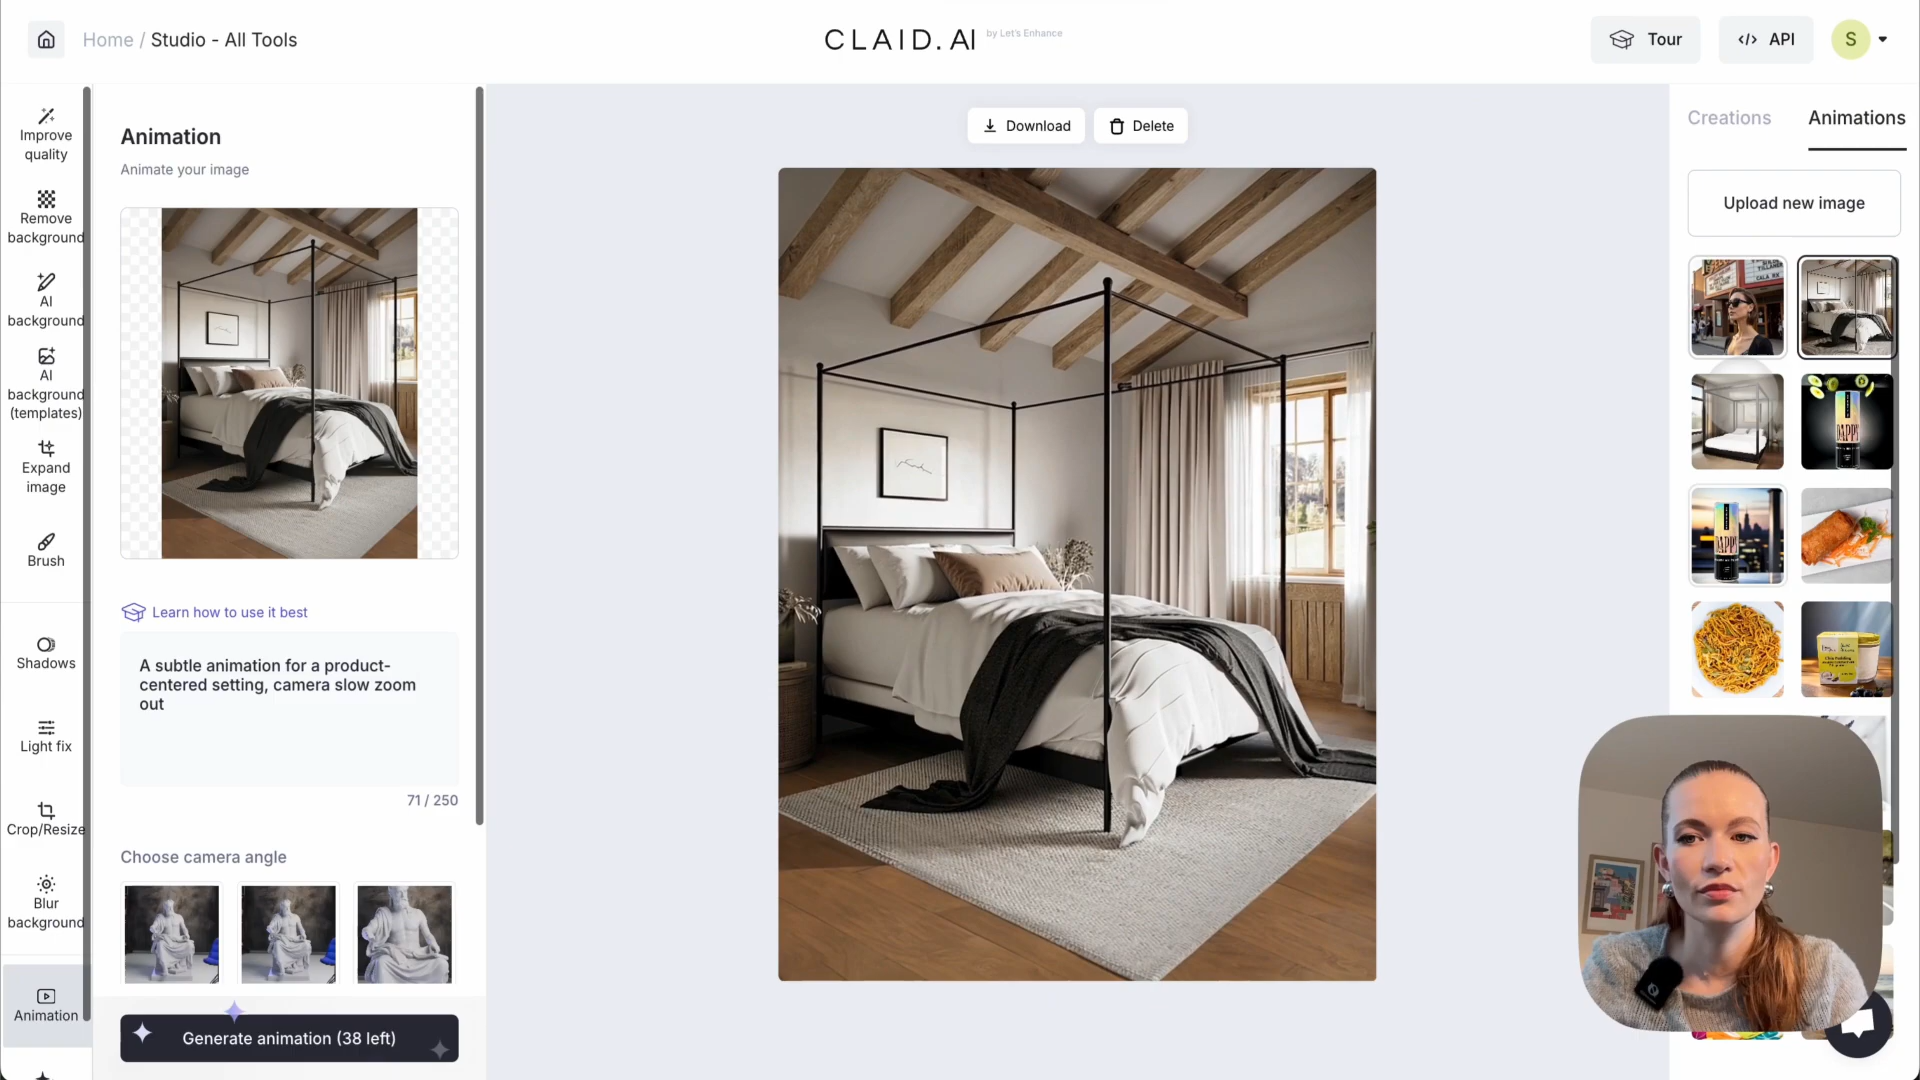 Home / Studio - All Tools
CLAID.AI by Let's Enhance
Tour
API
S
Improve
quality
Remove
background
AI
background
AI
background
(templates)
Expand
image
Brush
Shadows
Light fix
Crop/Resize
Blur
background
Animation
Animation
Animate your image
Learn how to use it best
A subtle animation for a product-
centered setting, camera slow zoom
out
71 / 250
Choose camera angle
Generate animation (38 left)
Download
Delete
Creations
Animations
Upload new image
DAPPY
DAPPY